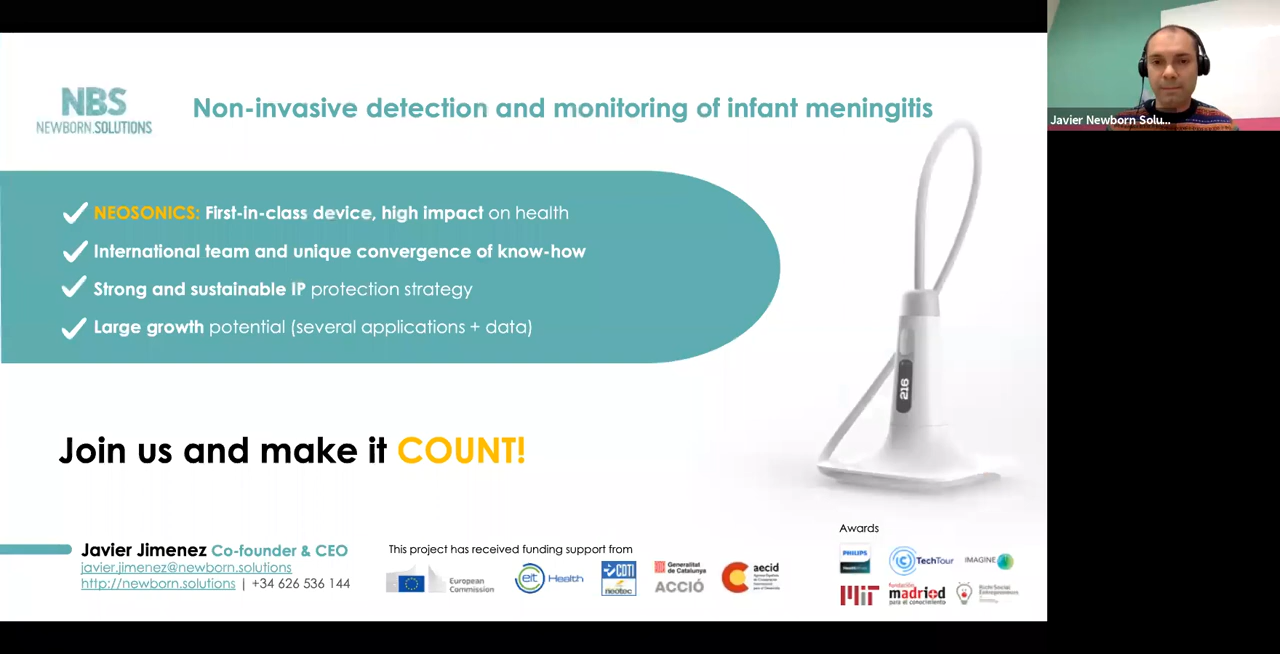 NBS
NEWBORN.SOLUTIONS
Non-invasive detection and monitoring of infant meningitis
NEOSONICS: First-in-class device, high impact on health
International team and unique convergence of know-how
Strong and sustainable IP protection strategy
Large growth potential (several applications + data)
216
Join us and make it COUNT!
Javier Jimenez Co-founder & CEO
javier.jimenez@newborn.solutions
http://newborn.solutions | +34 626 536 144
This project has received funding support from
European
Commission
eit Health
CDTI
neotec
Generalitat
de Catalunya
ACCIÓ
aecid
Awards
PHILIPS
TechTour
IMAGINE
MIT
fundación
madri+d
para el conocimiento
Javier Newborn Solu...